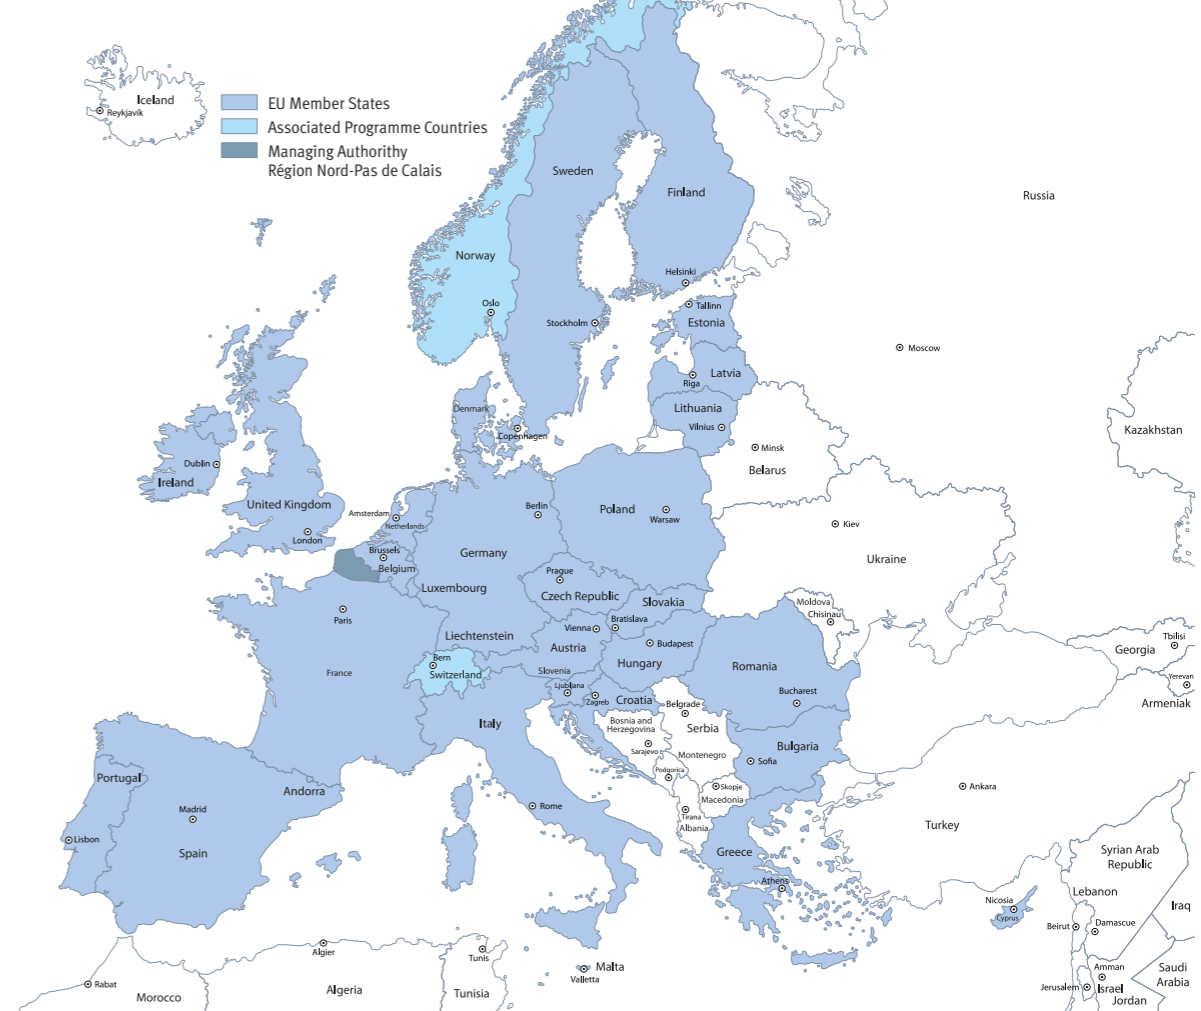 Iceland
Reykjavik
EU Member States
Associated Programme Countries
Managing Authorithy
Région Nord-Pas de Calais
Sweden
Finland
Russia
Norway
Helsinki
Oslo
Tallinn
Stockholm
Estonia
Moscow
Latvia
Riga
Denmark
Lithuania
Vilnius
Copenhagen
Kazakhstan
Minsk
Belarus
Dublin
Ireland
United Kingdom
London
Amsterdam
Netherlands
Berlin
Poland
Warsaw
Kiev
Ukraine
Brussels
Belgium
Germany
Luxembourg
Prague
Czech Republic
Slovakia
Paris
Moldova
Chisinau
Bratislava
Vienna
Liechtenstein
Austria
Budapest
Hungary
Romania
Tbilisi
Georgia
Bern
Switzerland
France
Slovenia
Ljubljana
Zagreb
Croatia
Bucharest
Yerevan
Armeniak
Belgrade
Serbia
Italy
Bosnia and
Herzegovina
Sarajevo
Montenegro
Bulgaria
Sofia
Podgorica
Skopje
Macedonia
Portugal
Andorra
Madrid
Rome
Tirana
Albania
Ankara
Turkey
Lisbon
Spain
Greece
Athens
Syrian Arab
Republic
Lebanon
Nicosia
Cyprus
Beirut
Damascue
Iraq
Algier
Tunis
Malta
Valletta
Rabat
Morocco
Algeria
Tunisia
Amman
Jerusalem
Israel
Jordan
Saudi
Arabia